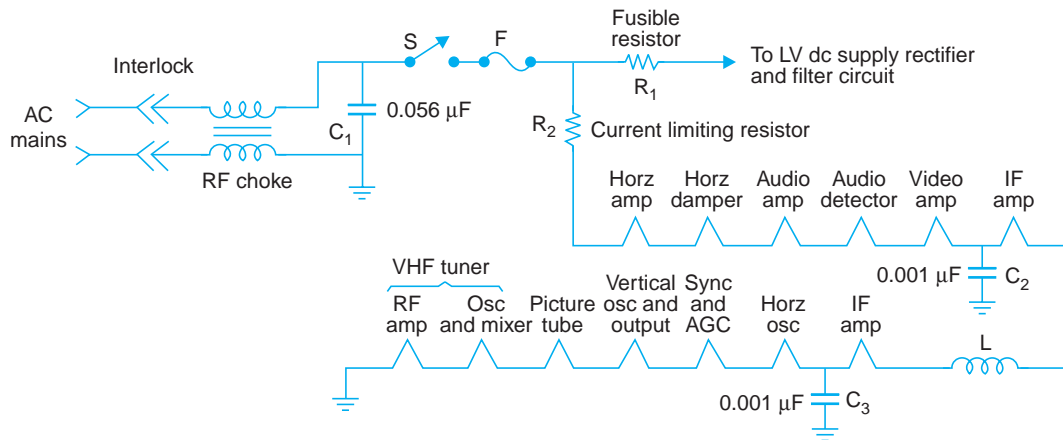 Interlock
AC
mains
RF choke
C1
0.056 μF
S
F
Fusible
resistor
R1
To LV dc supply rectifier
and filter circuit
R2
Current limiting resistor
Horz
amp
Horz
damper
Audio
amp
Audio
detector
Video
amp
IF
amp
0.001 μF
C2
VHF tuner
RF
amp
Osc
and mixer
Picture
tube
Vertical
osc and
output
Sync
and
AGC
Horz
osc
IF
amp
L
0.001 μF
C3